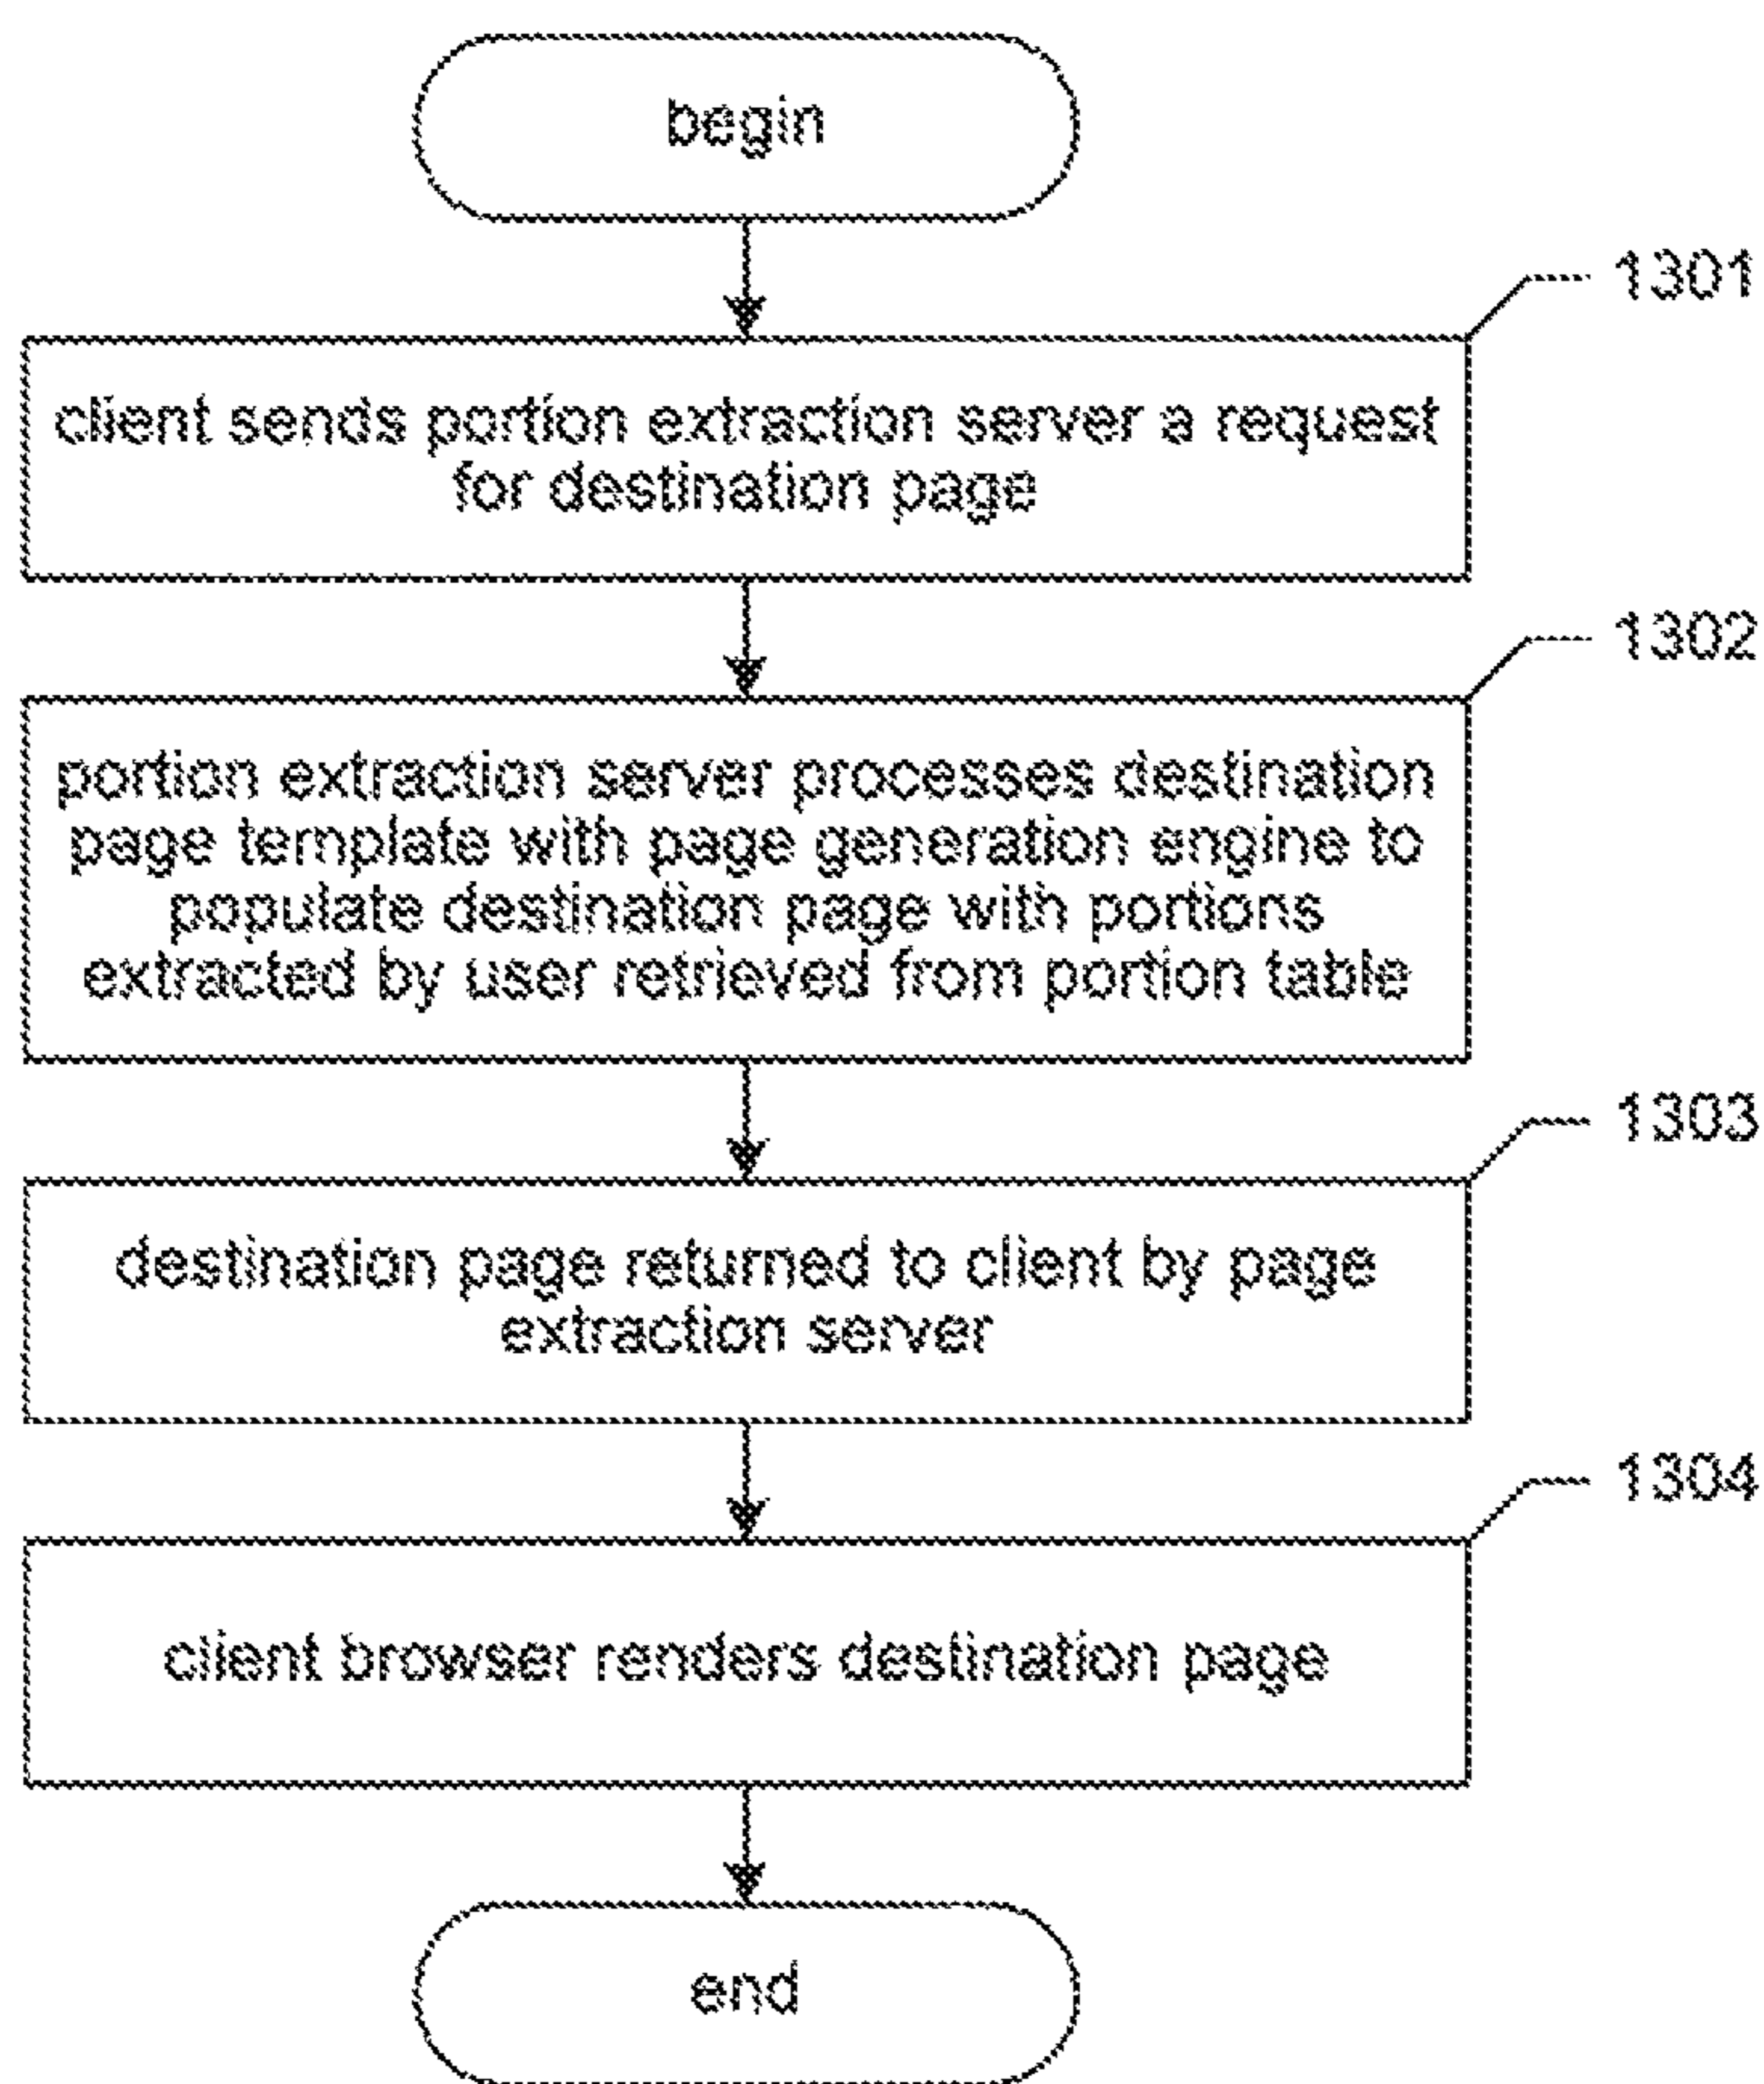 begin
1301
client sends portion extraction server a request
for destination page
1302
portion extraction server processes destination
page template with page generation engine to
populate destination page with portions
extracted by user retrieved from portion table
1303
destination page returned to client by page
extraction server
1304
client browser renders destination page
end